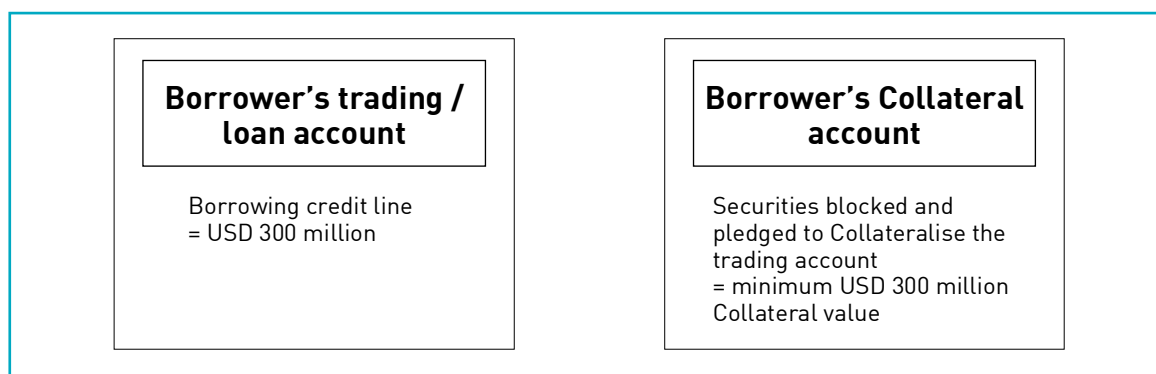 Borrower's trading /
loan account
Borrowing credit line
= USD 300 million
Borrower's Collateral
account
Securities blocked and
pledged to Collateralise the
trading account
= minimum USD 300 million
Collateral value